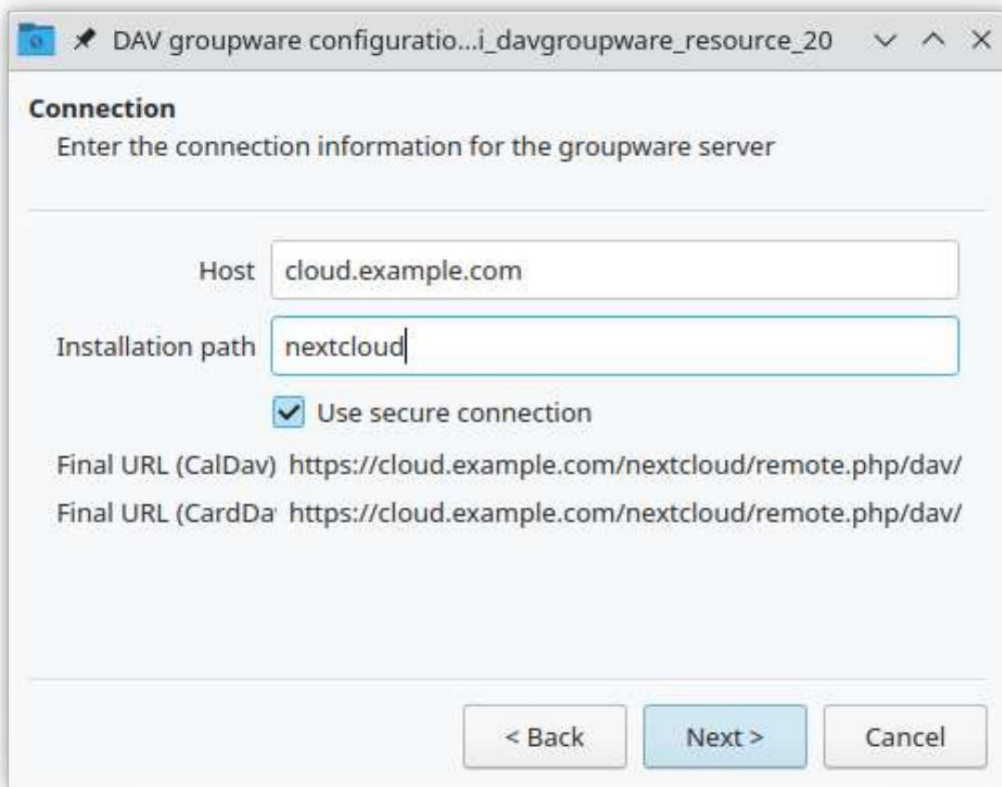 DAV groupware configuratio...i_davgroupware_resource_20
Connection
Enter the connection information for the groupware server
Host cloud.example.com
Installation path nextcloud
Use secure connection
Final URL (CalDav) https://cloud.example.com/nextcloud/remote.php/dav/
Final URL (CardDa https://cloud.example.com/nextcloud/remote.php/dav/
< Back Next > Cancel